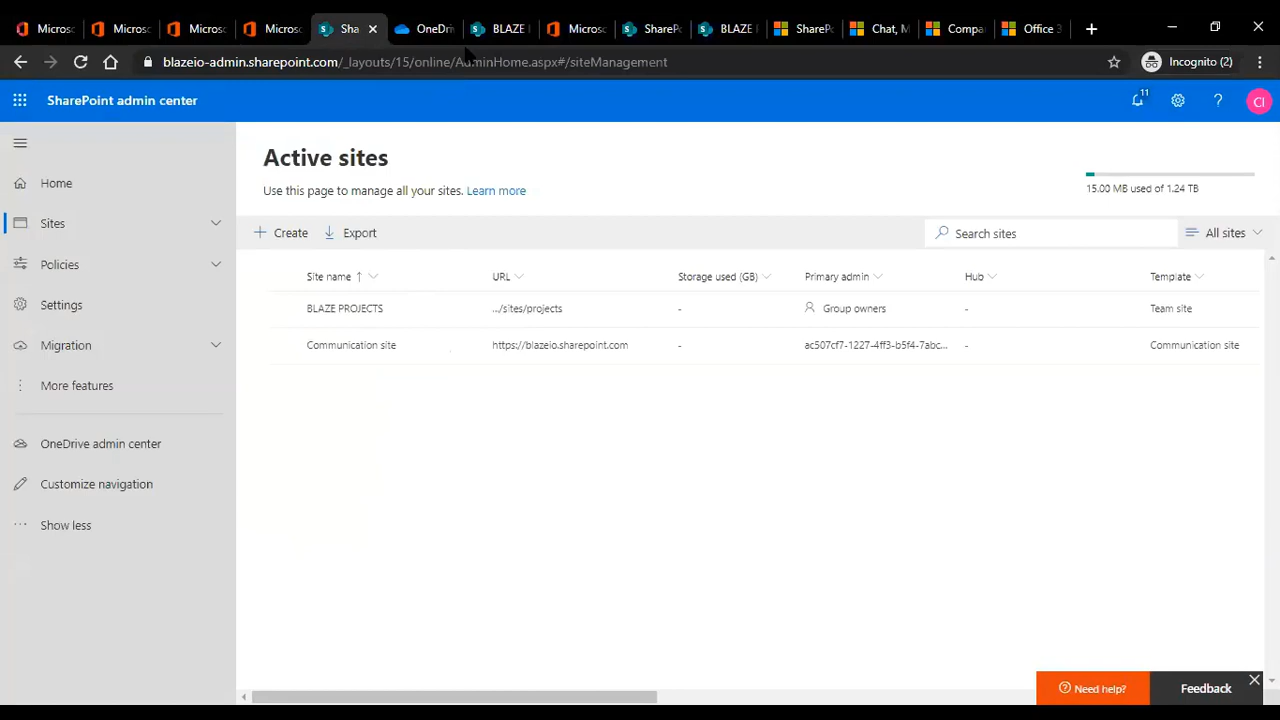 Microsc
Microsc
Microsc
Microsc
Sha
OneDriv
BLAZE
Microsc
SharePo
BLAZE
SharePo
Chat, M
Compa
Office 3
blazeio-admin.sharepoint.com/_layouts/15/online/AdminHome.aspx#/siteManagement
Incognito (2)
SharePoint admin center
11
CI
Home
Sites
Policies
Settings
Migration
More features
OneDrive admin center
Customize navigation
Show less
Active sites
Use this page to manage all your sites. Learn more
15.00 MB used of 1.24 TB
Create
Export
Search sites
All sites
Site name ↑ URL Storage used (GB) Primary admin Hub Template
BLAZE PROJECTS .../sites/projects - Group owners - Team site
Communication site https://blazeio.sharepoint.com - ac507cf7-1227-4ff3-b5f4-7abc... - Communication site
Need help?
Feedback